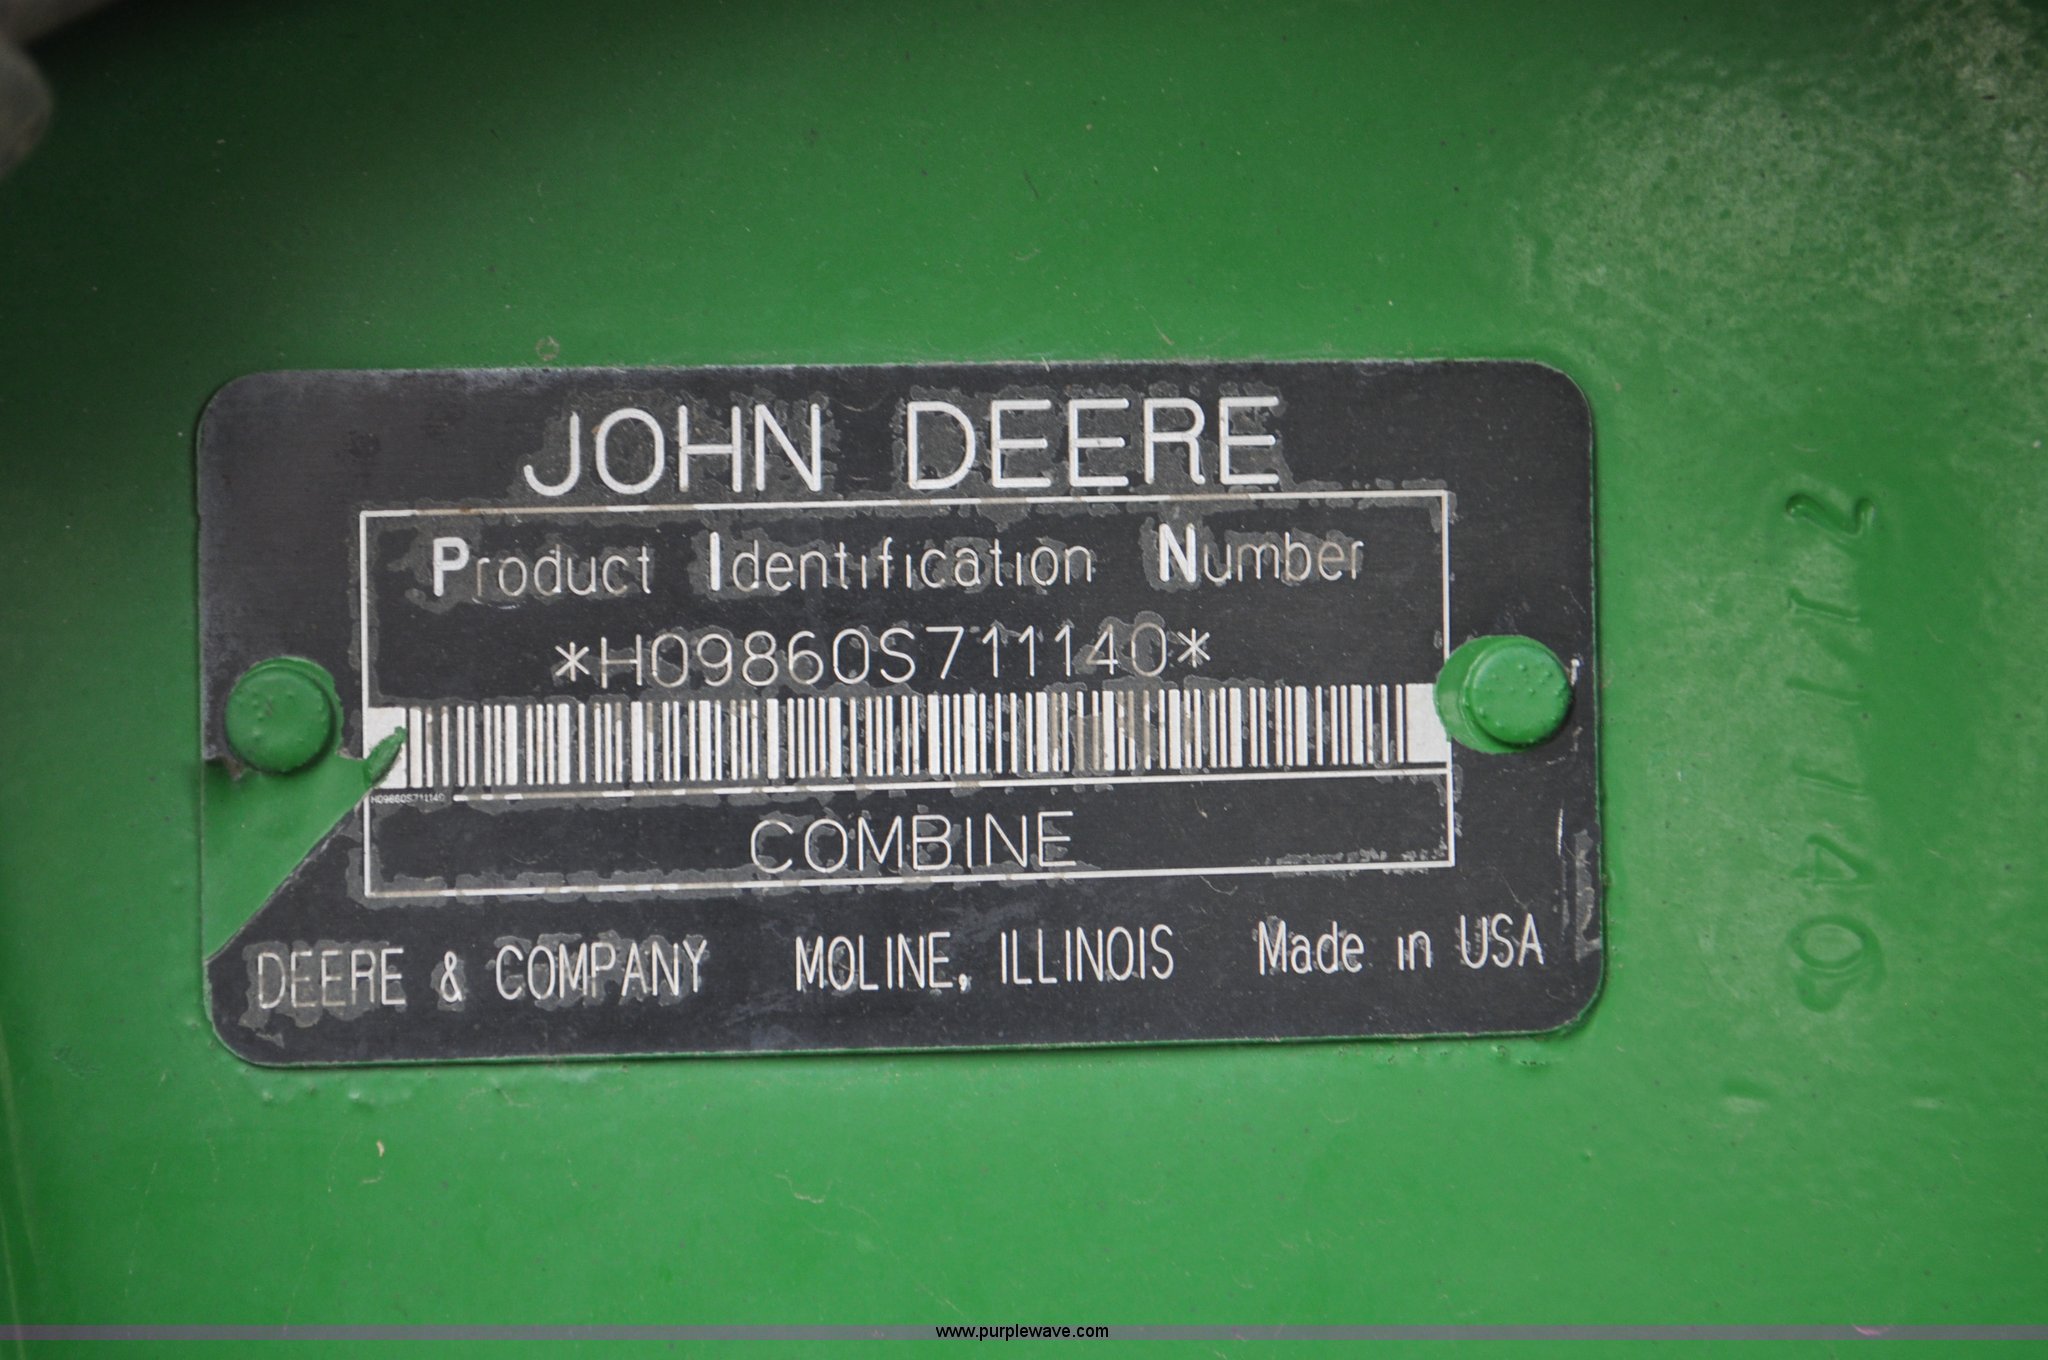 JOHN DEERE
Product Identification Number
*H09860S711140*
H09860S711140
COMBINE
DEERE & COMPANY MOLINE, ILLINOIS Made in USA
711140
www.purplewave.com